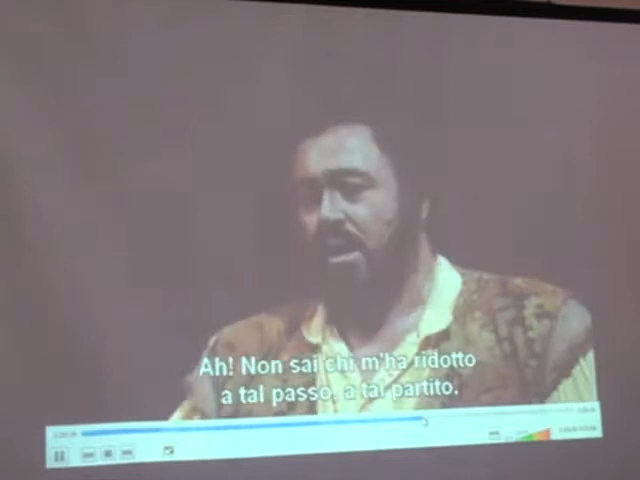 Ah! Non sai chi m'ha ridotto
a tal passo, a tal partito.